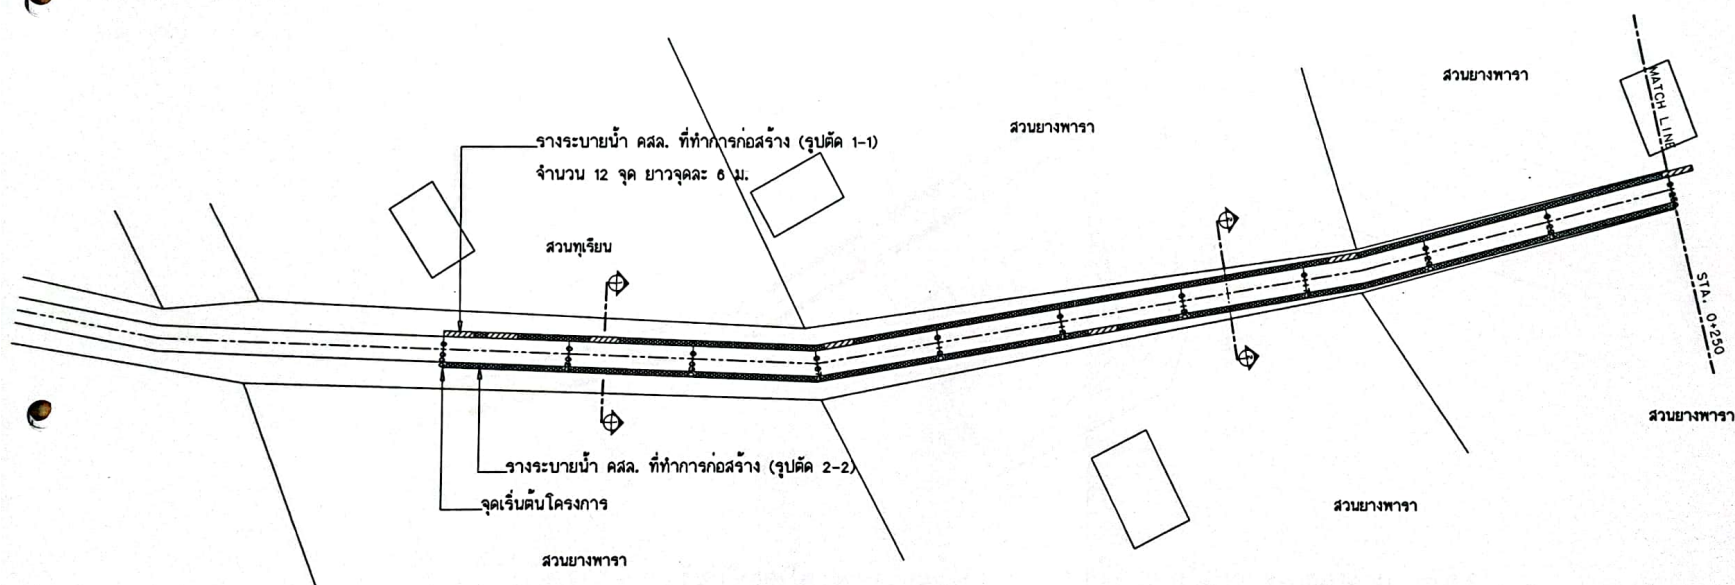 สวนยางพารา
MATCH LINE
สวนยางพารา
รางระบายน้ำ คสล. ที่ทำการก่อสร้าง (รูปตัด 1-1)
จำนวน 12 จุด ยาวจุดละ 6 ม.
สวนทุเรียน
STA. 0+250
สวนยางพารา
รางระบายน้ำ คสล. ที่ทำการก่อสร้าง (รูปตัด 2-2)
จุดเริ่มต้นโครงการ
สวนยางพารา
สวนยางพารา